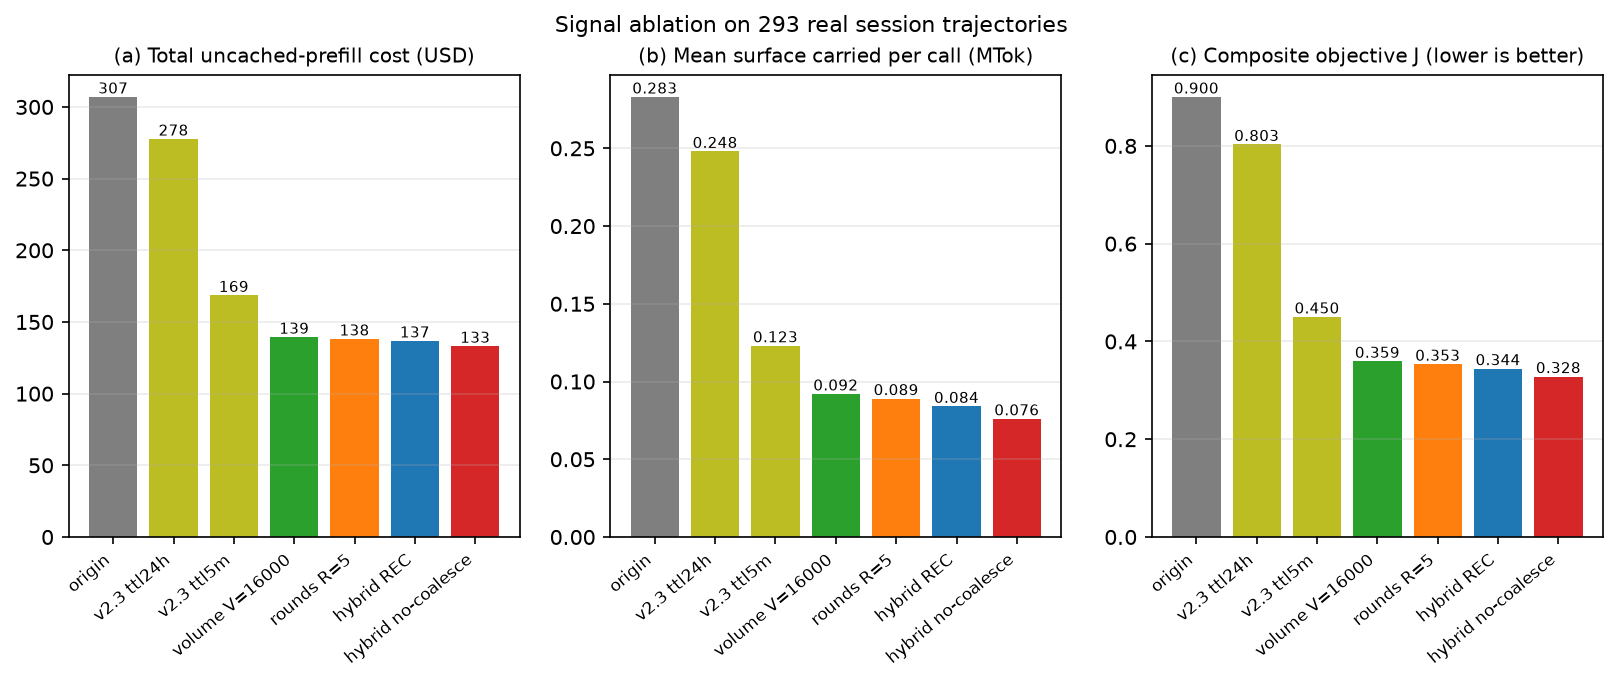 Signal ablation on 293 real session trajectories
(a) Total uncached-prefill cost (USD)
300
250
200
150
100
50
0
307
278
169
139
138
137
133
origin
v2.3 ttl24h
v2.3 ttl5m
volume V=16000
rounds R=5
hybrid REC
hybrid no-coalesce
(b) Mean surface carried per call (MTok)
0.25
0.20
0.15
0.10
0.05
0.00
0.283
0.248
0.123
0.092
0.089
0.084
0.076
origin
v2.3 ttl24h
v2.3 ttl5m
volume V=16000
rounds R=5
hybrid REC
hybrid no-coalesce
(c) Composite objective J (lower is better)
0.8
0.6
0.4
0.2
0.0
0.900
0.803
0.450
0.359
0.353
0.344
0.328
origin
v2.3 ttl24h
v2.3 ttl5m
volume V=16000
rounds R=5
hybrid REC
hybrid no-coalesce